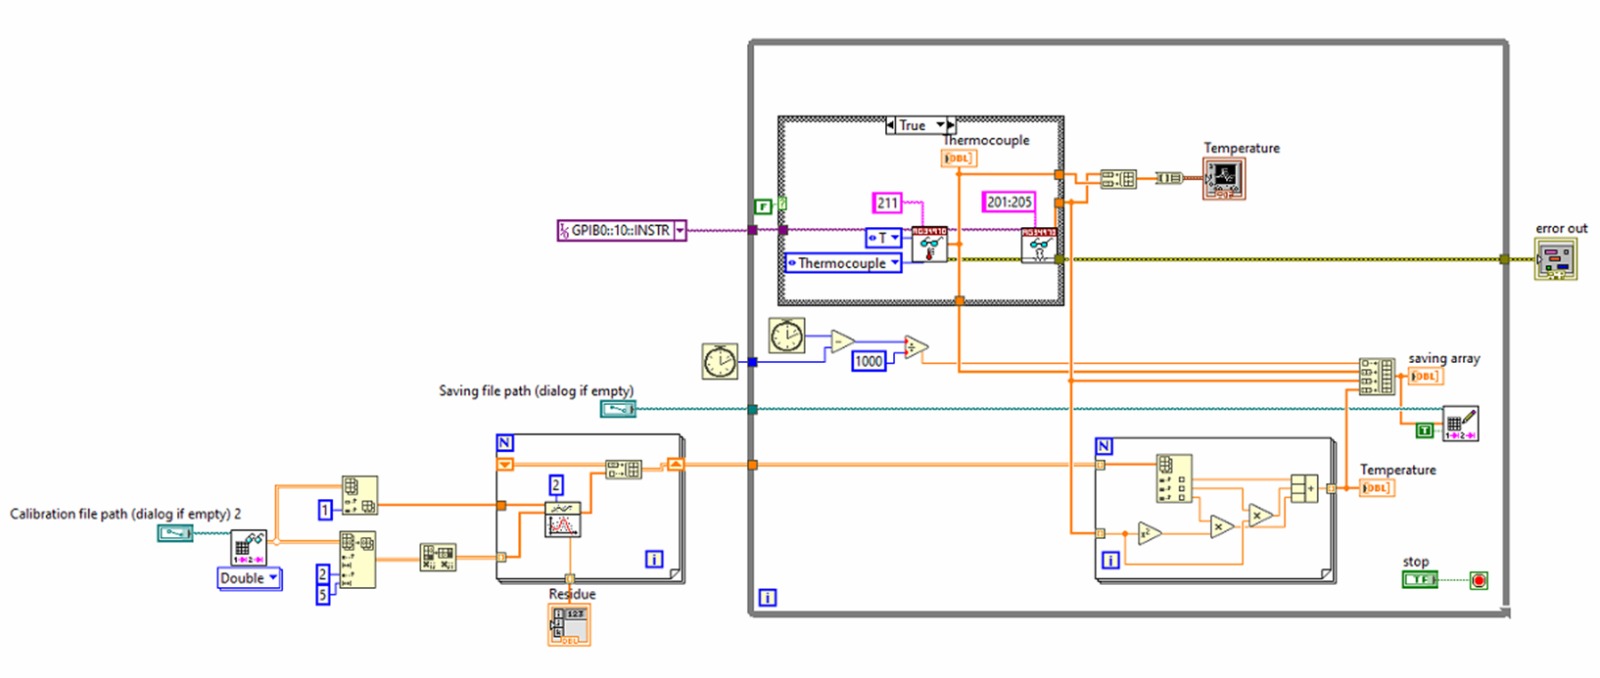 True
Thermocouple
DBL
Temperature
211
201:205
F
?
GPIB0::10::INSTR
T
Thermocouple
error out
1000
Saving file path (dialog if empty)
saving array
DBL
T
N
N
2
Temperature
DBL
1
Calibration file path (dialog if empty) 2
Double
2
5
i
i
stop
TF
Residue
123
DBL
i